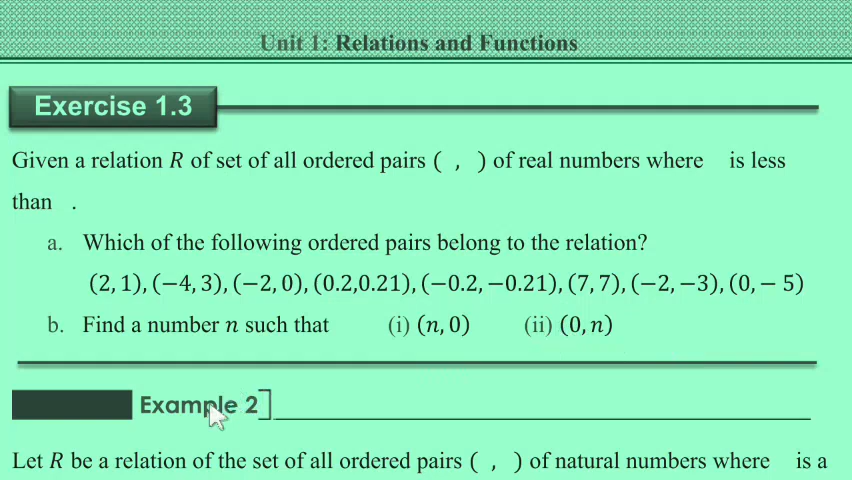 Unit 1: Relations and Functions
Exercise 1.3
Given a relation R of set of all ordered pairs ( , ) of real numbers where is less
than .
a. Which of the following ordered pairs belong to the relation?
(2, 1), (−4, 3), (−2, 0), (0.2,0.21), (−0.2, −0.21), (7, 7), (−2, −3), (0, − 5)
b. Find a number n such that (i) (n, 0) (ii) (0, n)
Example 2
Let R be a relation of the set of all ordered pairs ( , ) of natural numbers where is a